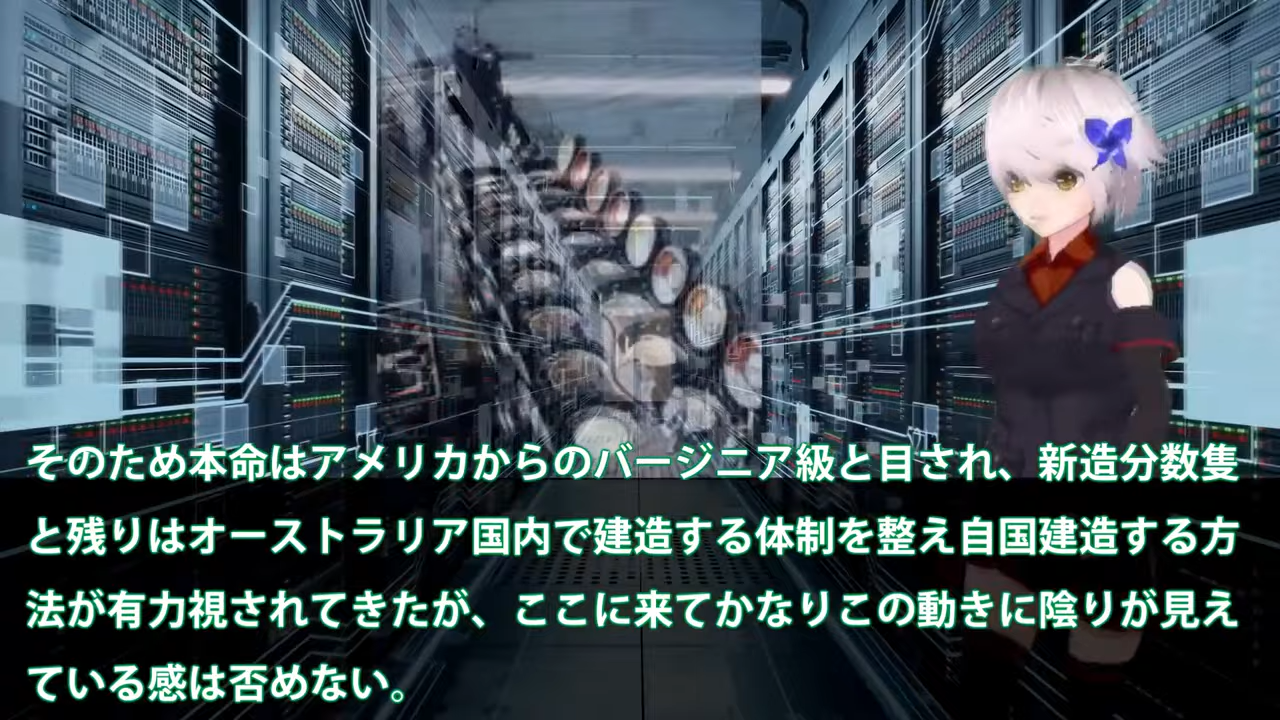 そのため本命はアメリカからのバージニア級と目され、新造分数隻
と残りはオーストラリア国内で建造する体制を整え自国建造する方
法が有力視されてきたが、ここに来てかなりこの動きに陰りが見え
ている感は否めない。